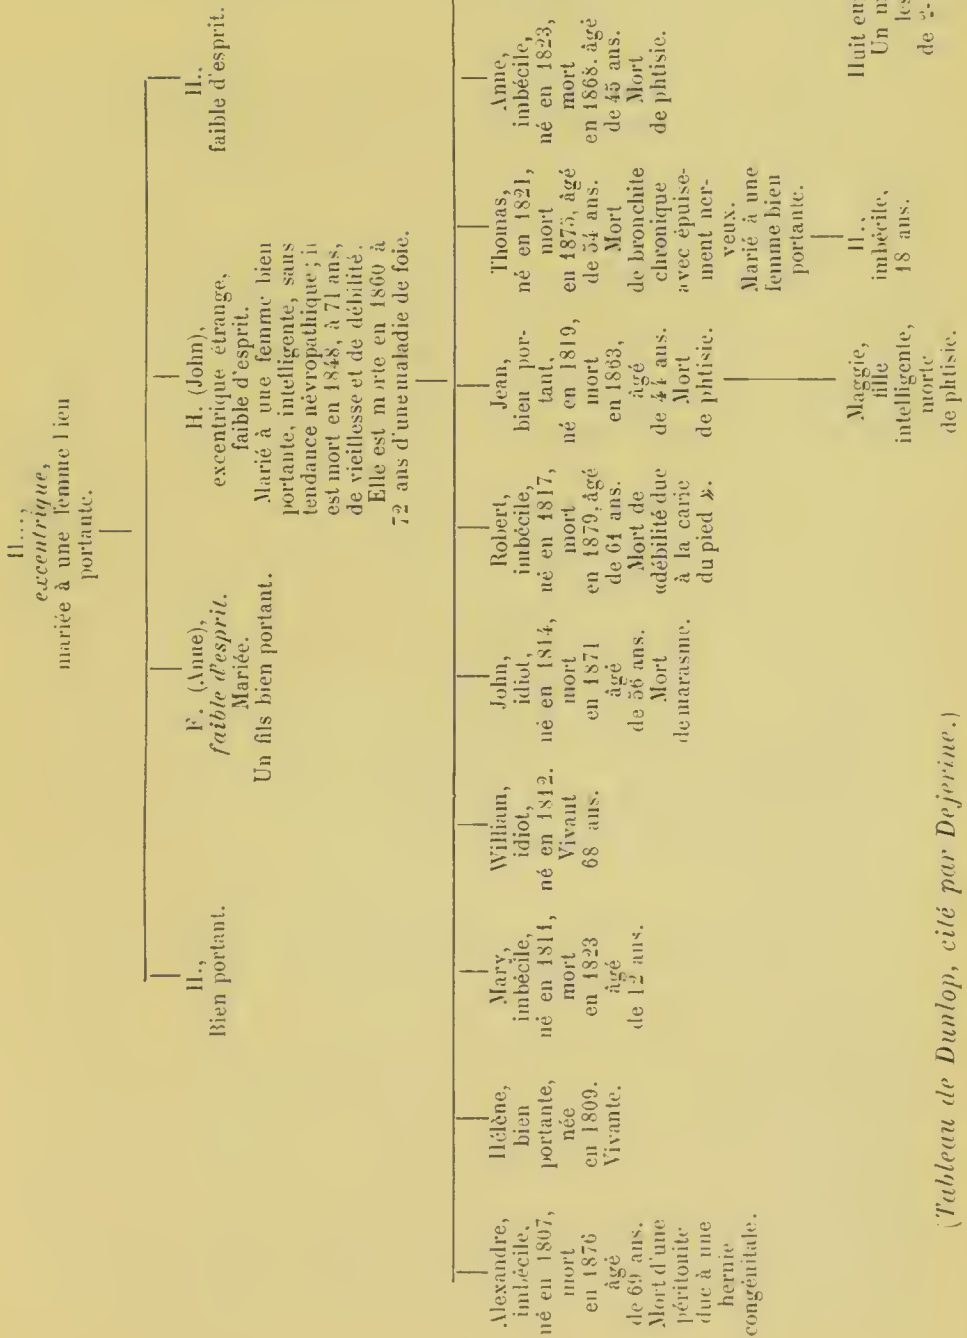 H...,
excentrique,
mariée à une femme bien
portante.
H.,
Bien portant.
F. (Anne),
faible d'esprit.
Mariée.
Un fils bien portant.
H. (John),
excentrique étrange,
faible d'esprit.
Marié à une femme bien
portante, intelligente, sans
tendance névropathique; il
est mort en 1848, à 71 ans,
de vieillesse et de débilité.
Elle est morte en 1860 à
72 ans d'une maladie de foie.
H.,
faible d'esprit.
Alexandre,
imbécile,
né en 1807,
mort
en 1876
âgé
de 69 ans.
Mort d'une
péritonite
due à une
hernie
congénitale.
Hélène,
bien
portante,
née
en 1809.
Vivante.
Mary,
imbécile,
né en 1811,
mort
en 1823
âgé
de 12 ans.
William,
idiot,
né en 1812.
Vivant
68 ans.
John,
idiot,
né en 1814,
mort
en 1871
âgé
de 56 ans.
Mort
de marasme.
Robert,
imbécile,
né en 1817,
mort
en 1879, âgé
de 61 ans.
Mort de
«débilité due
à la carie
du pied ».
Jean,
bien por-
tant,
né en 1819,
mort
en 1863,
âgé
de 44 ans.
Mort
de phtisie.
Maggie,
fille
intelligente,
morte
de phtisie
Thomas,
né en 1821,
mort
en 1875, âgé
de 54 ans.
Mort
de bronchite
chronique
avec épuise-
ment ner-
veux.
Marié à une
femme bien
portante.
H.,
imbécile,
18 ans.
Anne,
imbécile,
né en 1823,
mort
en 1868. âgé
de 45 ans.
Mort
de phtisie.
Huit en
Un
les
de
(Tableau de Dunlop, cité par Dejerine.)